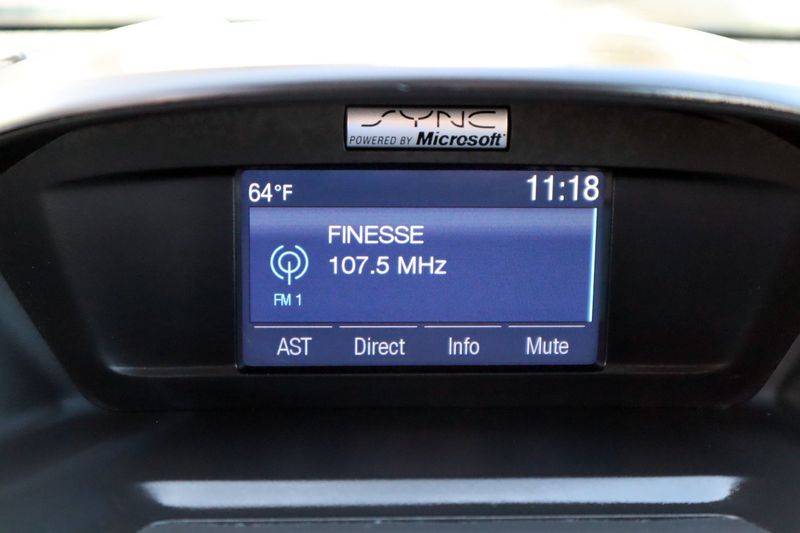 SYNC
POWERED BY Microsoft
64°F 11:18
FINESSE
107.5 MHz
FM 1
AST Direct Info Mute